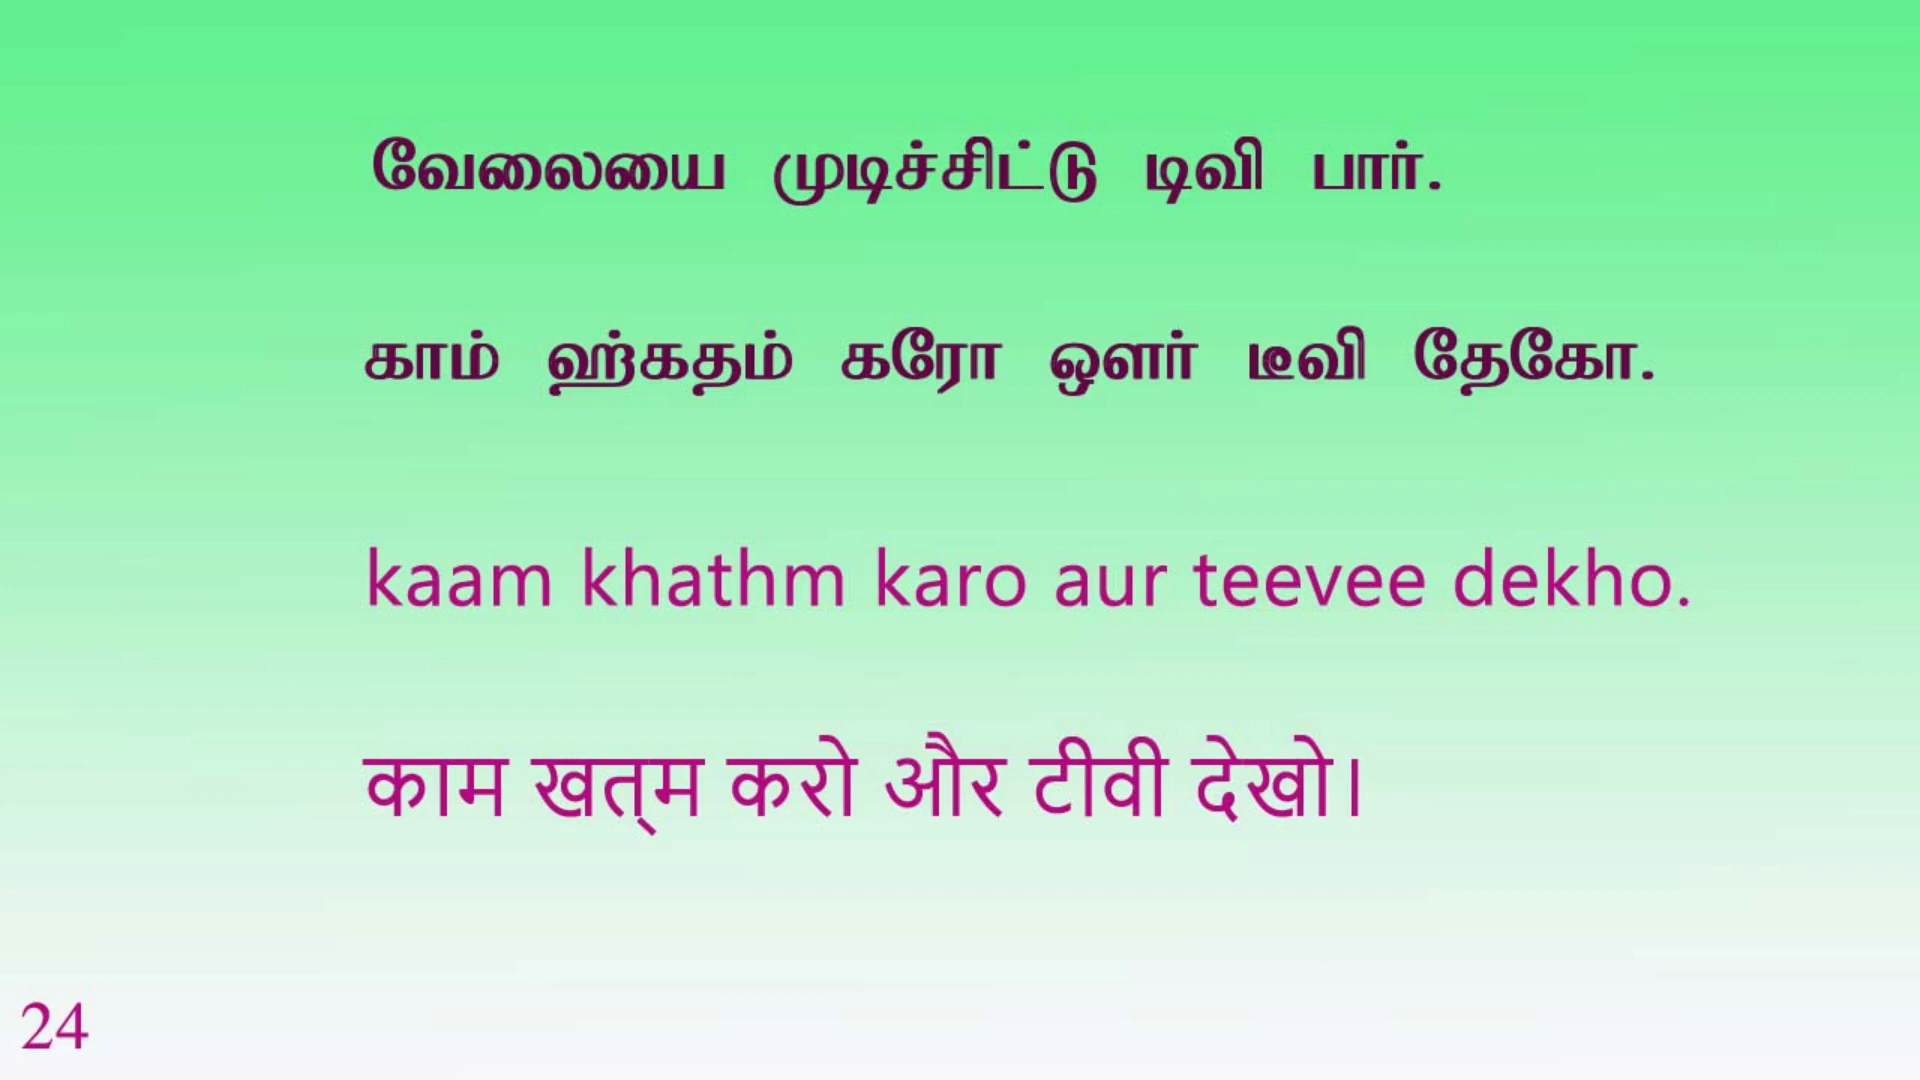 வேலையை முடிச்சிட்டு டிவி பார்.
காம் ஹ்கதம் கரோ ஔர் டீவி தேகோ.
kaam khathm karo aur teevee dekho.
काम खत्‌म करो और टीवी देखो।
24